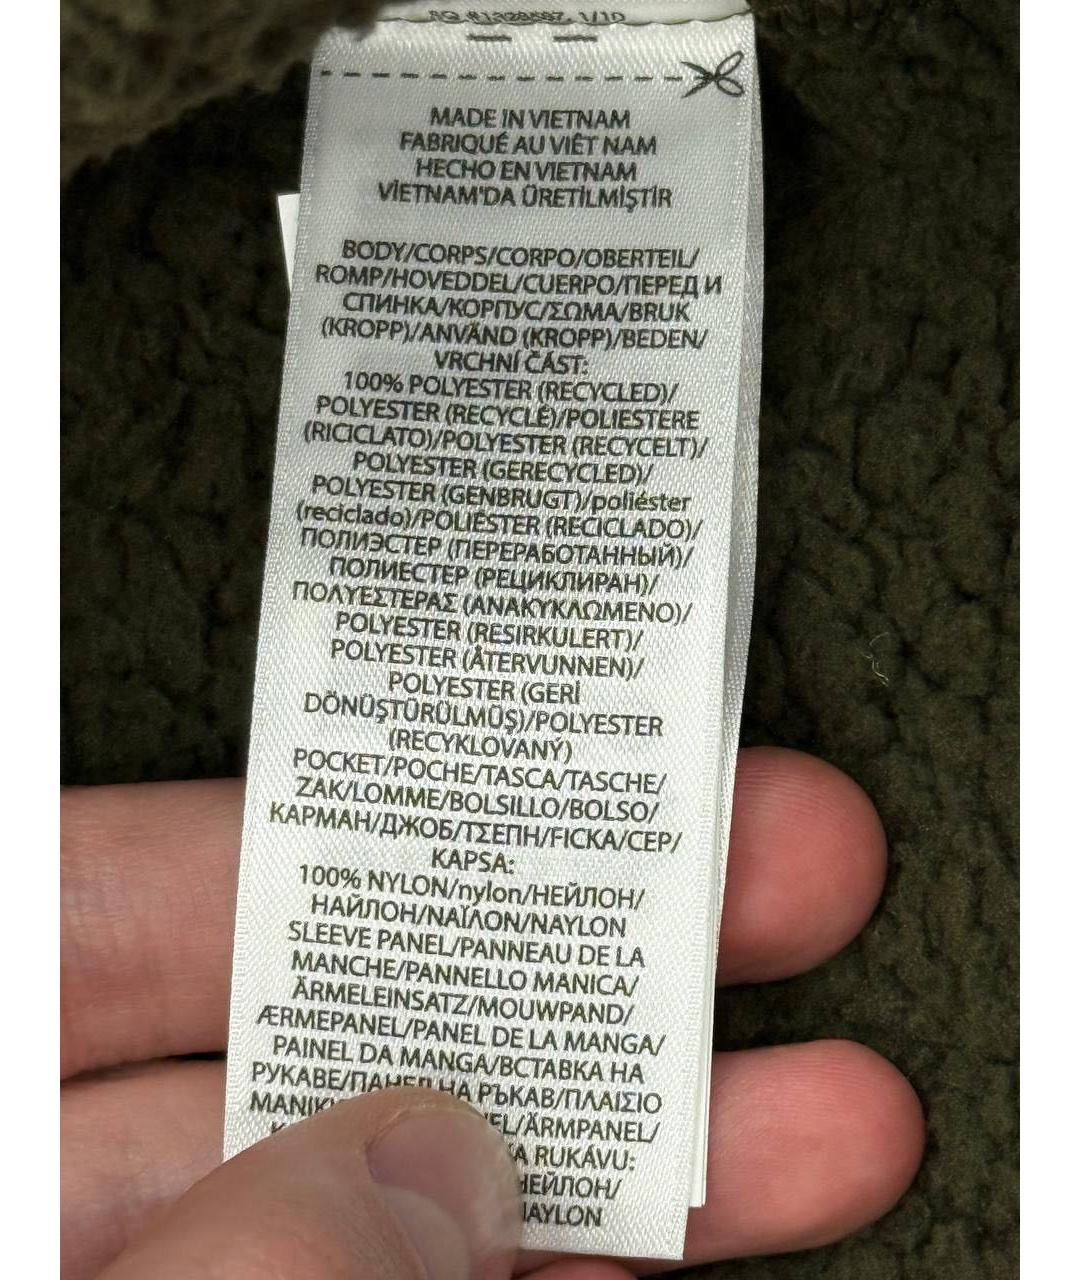 MADE IN VIETNAM
FABRIQUÉ AU VIÊT NAM
HECHO EN VIETNAM
VİETNAM'DA ÜRETİLMİŞTİR
BODY/CORPS/CORPO/OBERTEIL/
ROMP/HOVEDDEL/CUERPO/ПЕРЕД И
СПИНКА/КОРПУС/ΣΩΜΑ/BRUK
(KROPP)/ANVÄND (KROPP)/BEDEN/
VRCHNÍ ČÁST:
100% POLYESTER (RECYCLED)/
POLYESTER (RECYCLÉ)/POLIESTERE
(RICICLATO)/POLYESTER (RECYCELT)/
POLYESTER (GERECYCLED)/
POLYESTER (GENBRUGT)/poliéster
(reciclado)/POLIÉSTER (RECICLADO)/
ПОЛИЭСТЕР (ПЕРЕРАБОТАННЫЙ)/
ПОЛИЕСТЕР (РЕЦИКЛИРАН)/
ΠΟΛΥΕΣΤΕΡΑΣ (ΑΝΑΚΥΚΛΩΜΕΝΟ)/
POLYESTER (RESIRKULERT)/
POLYESTER (ÅTERVUNNEN)/
POLYESTER (GERİ
DÖNÜŞTÜRÜLMÜŞ)/POLYESTER
(RECYKLOVANÝ)
POCKET/POCHE/TASCA/TASCHE/
ZAK/LOMME/BOLSILLO/BOLSO/
КАРМАН/ДЖОБ/ΤΣΕΠΗ/FICKA/CEP/
KAPSA:
100% NYLON/nylon/НЕЙЛОН/
НАЙЛОН/ΝΑΪΛΟΝ/NAYLON
SLEEVE PANEL/PANNEAU DE LA
MANCHE/PANNELLO MANICA/
ÄRMELEINSATZ/MOUWPAND/
ÆRMEPANEL/PANEL DE LA MANGA/
PAINEL DA MANGA/ВСТАВКА НА
РУКАВЕ/ПАНЕЛ НА РЪКАВ/ΠΛΑΙΣΙΟ
/ÄRMPANEL/
RUKÁVU:
НЕЙЛОН/
NAYLON